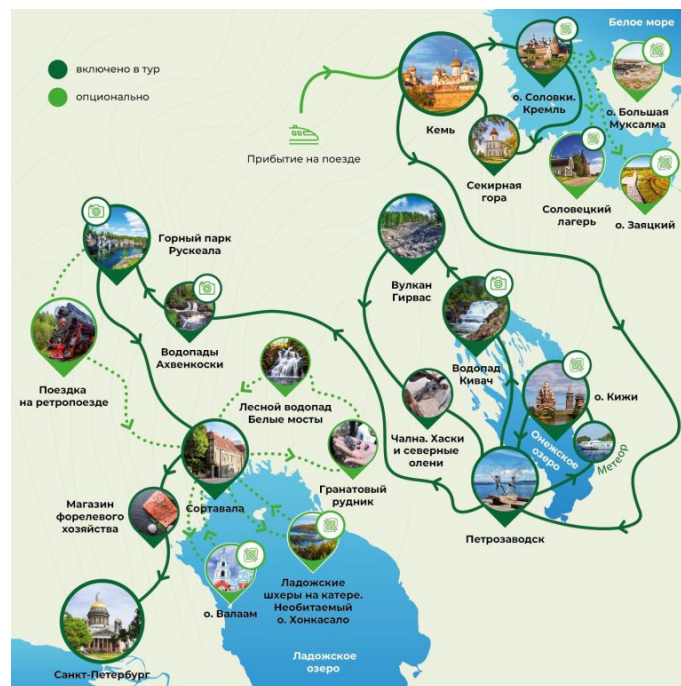 Белое море
включено в тур
опционально
Прибытие на поезде
Кемь
о. Соловки.
Кремль
о. Большая
Муксалма
Секирная
гора
Соловецкий
лагерь
о. Заяцкий
Горный парк
Рускеала
Вулкан
Гирвас
Водопады
Ахвенкоски
Водопад
Кивач
Поездка
на ретропоезде
Лесной водопад
Белые мосты
Чална. Хаски
и северные
олени
о. Кижи
Онежское
озеро
Метеор
Гранатовый
рудник
Сортавала
Петрозаводск
Магазин
форелевого
хозяйства
о. Валаам
Ладожские
шхеры на катере.
Необитаемый
о. Хонкасало
Ладожское
озеро
Санкт-Петербург